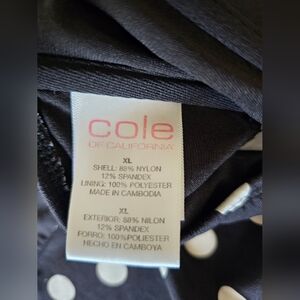 cole
OF CALIFORNIA
XL
SHELL: 88% NYLON
12% SPANDEX
LINING: 100% POLYESTER
MADE IN CAMBODIA
XL
EXTERIOR: 88% NILON
12% SPANDEX
FORRO: 100%POLIESTER
HECHO EN CAMBOYA